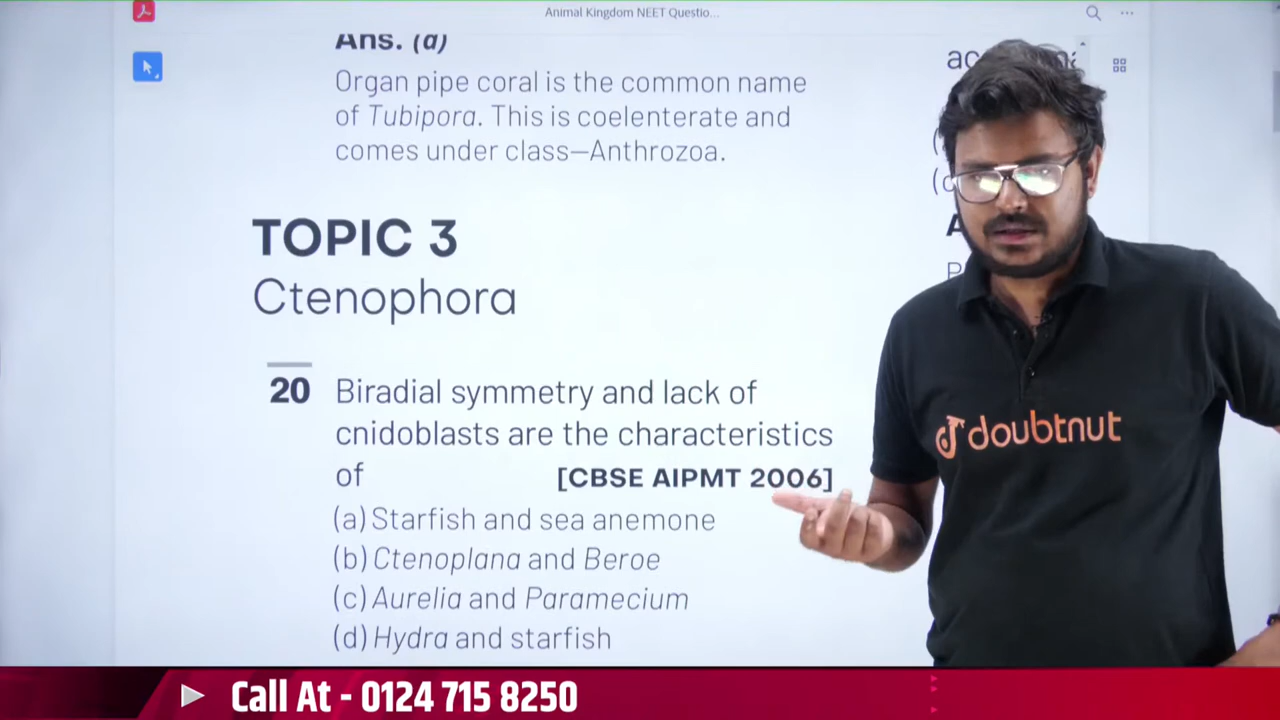 Animal Kingdom NEET Questio...
Ans. (a)
Organ pipe coral is the common name
of Tubipora. This is coelenterate and
comes under class—Anthrozoa.
TOPIC 3
Ctenophora
20 Biradial symmetry and lack of
cnidoblasts are the characteristics
of [CBSE AIPMT 2006]
(a) Starfish and sea anemone
(b) Ctenoplana and Beroe
(c) Aurelia and Paramecium
(d) Hydra and starfish
doubtnut
Call At - 0124 715 8250